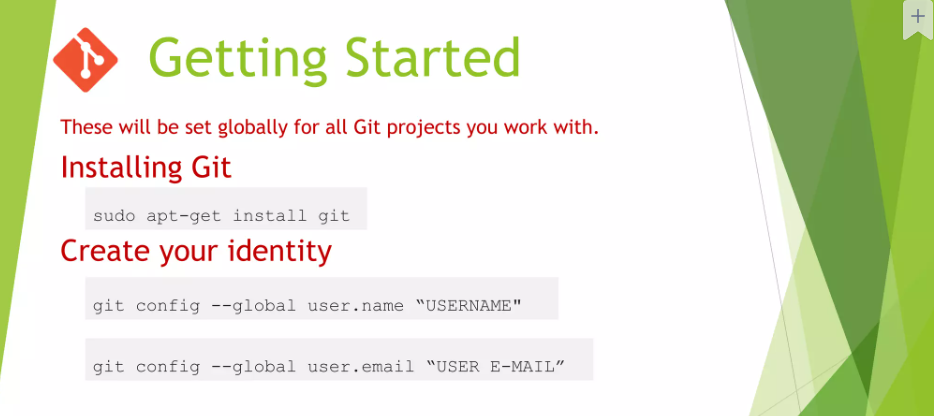 Getting Started
These will be set globally for all Git projects you work with.
Installing Git
sudo apt-get install git
Create your identity
git config --global user.name “USERNAME"
git config --global user.email “USER E-MAIL”